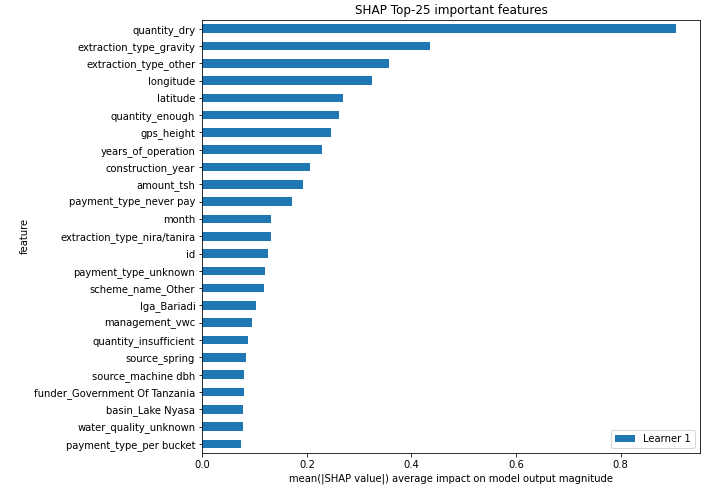 SHAP Top-25 important features
quantity_dry
extraction_type_gravity
extraction_type_other
longitude
latitude
quantity_enough
gps_height
years_of_operation
construction_year
amount_tsh
payment_type_never pay
month
extraction_type_nira/tanira
id
payment_type_unknown
scheme_name_Other
lga_Bariadi
management_vwc
quantity_insufficient
source_spring
source_machine dbh
funder_Government Of Tanzania
basin_Lake Nyasa
water_quality_unknown
payment_type_per bucket
feature
Learner 1
0.0 0.2 0.4 0.6 0.8
mean(|SHAP value|) average impact on model output magnitude